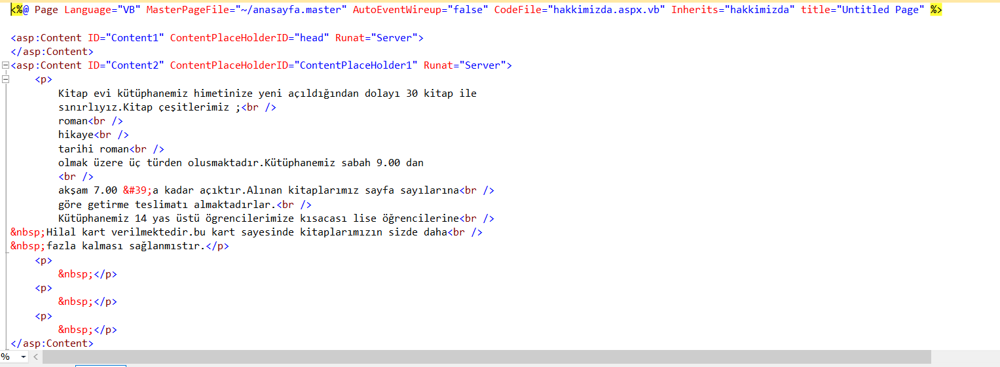 <%@ Page Language="VB" MasterPageFile="~/anasayfa.master" AutoEventWireup="false" CodeFile="hakkimizda.aspx.vb" Inherits="hakkimizda" title="Untitled Page" %>
<asp:Content ID="Content1" ContentPlaceHolderID="head" Runat="Server">
</asp:Content>
<asp:Content ID="Content2" ContentPlaceHolderID="ContentPlaceHolder1" Runat="Server">
<p>
Kitap evi kütüphanemiz himetinize yeni açıldığından dolayı 30 kitap ile
sınırlıyız.Kitap çeşitlerimiz ;<br />
roman<br />
hikaye<br />
tarihi roman<br />
olmak üzere üç türden olusmaktadır.Kütüphanemiz sabah 9.00 dan
<br />
akşam 7.00 &#39;a kadar açıktır.Alınan kitaplarımız sayfa sayılarına<br />
göre getirme teslimatı almaktadırlar.<br />
Kütüphanemiz 14 yas üstü ögrencilerimize kısacası lise öğrencilerine<br />
&nbsp;Hilal kart verilmektedir.bu kart sayesinde kitaplarımızın sizde daha<br />
&nbsp;fazla kalması sağlanmıstır.</p>
<p>
&nbsp;</p>
<p>
&nbsp;</p>
<p>
&nbsp;</p>
</asp:Content>
%